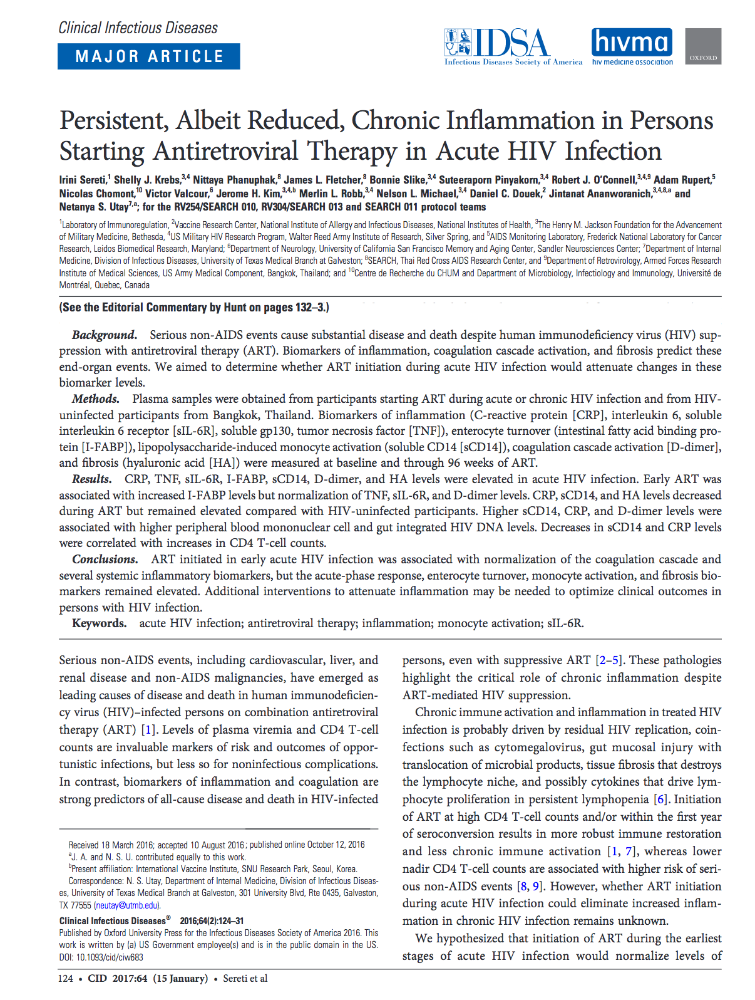 Clinical Infectious Diseases
MAJOR ARTICLE
IDSA
Infectious Diseases Society of America
hivma
hiv medicine association
OXFORD
Persistent, Albeit Reduced, Chronic Inflammation in Persons
Starting Antiretroviral Therapy in Acute HIV Infection
Irini Sereti,1 Shelly J. Krebs,3,4 Nittaya Phanuphak,8 James L. Fletcher,8 Bonnie Slike,3,4 Suteeraporn Pinyakorn,3,4 Robert J. O'Connell,3,4,9 Adam Rupert,5
Nicolas Chomont,10 Victor Valcour,6 Jerome H. Kim,3,4,b Merlin L. Robb,3,4 Nelson L. Michael,3,4 Daniel C. Douek,2 Jintanat Ananworanich,3,4,8,a and
Netanya S. Utay7,a; for the RV254/SEARCH 010, RV304/SEARCH 013 and SEARCH 011 protocol teams
1Laboratory of Immunoregulation, 2Vaccine Research Center, National Institute of Allergy and Infectious Diseases, National Institutes of Health, 3The Henry M. Jackson Foundation for the Advancement
of Military Medicine, Bethesda, 4US Military HIV Research Program, Walter Reed Army Institute of Research, Silver Spring, and 5AIDS Monitoring Laboratory, Frederick National Laboratory for Cancer
Research, Leidos Biomedical Research, Maryland; 6Department of Neurology, University of California San Francisco Memory and Aging Center, Sandler Neurosciences Center; 7Department of Internal
Medicine, Division of Infectious Diseases, University of Texas Medical Branch at Galveston; 8SEARCH, Thai Red Cross AIDS Research Center, and 9Department of Retrovirology, Armed Forces Research
Institute of Medical Sciences, US Army Medical Component, Bangkok, Thailand; and 10Centre de Recherche du CHUM and Department of Microbiology, Infectiology and Immunology, Université de
Montréal, Quebec, Canada
(See the Editorial Commentary by Hunt on pages 132–3.)
Background. Serious non-AIDS events cause substantial disease and death despite human immunodeficiency virus (HIV) sup-
pression with antiretroviral therapy (ART). Biomarkers of inflammation, coagulation cascade activation, and fibrosis predict these
end-organ events. We aimed to determine whether ART initiation during acute HIV infection would attenuate changes in these
biomarker levels.
Methods. Plasma samples were obtained from participants starting ART during acute or chronic HIV infection and from HIV-
uninfected participants from Bangkok, Thailand. Biomarkers of inflammation (C-reactive protein [CRP], interleukin 6, soluble
interleukin 6 receptor [sIL-6R], soluble gp130, tumor necrosis factor [TNF]), enterocyte turnover (intestinal fatty acid binding pro-
tein [I-FABP]), lipopolysaccharide-induced monocyte activation (soluble CD14 [sCD14]), coagulation cascade activation [D-dimer],
and fibrosis (hyaluronic acid [HA]) were measured at baseline and through 96 weeks of ART.
Results. CRP, TNF, sIL-6R, I-FABP, sCD14, D-dimer, and HA levels were elevated in acute HIV infection. Early ART was
associated with increased I-FABP levels but normalization of TNF, sIL-6R, and D-dimer levels. CRP, sCD14, and HA levels decreased
during ART but remained elevated compared with HIV-uninfected participants. Higher sCD14, CRP, and D-dimer levels were
associated with higher peripheral blood mononuclear cell and gut integrated HIV DNA levels. Decreases in sCD14 and CRP levels
were correlated with increases in CD4 T-cell counts.
Conclusions. ART initiated in early acute HIV infection was associated with normalization of the coagulation cascade and
several systemic inflammatory biomarkers, but the acute-phase response, enterocyte turnover, monocyte activation, and fibrosis bio-
markers remained elevated. Additional interventions to attenuate inflammation may be needed to optimize clinical outcomes in
persons with HIV infection.
Keywords. acute HIV infection; antiretroviral therapy; inflammation; monocyte activation; sIL-6R.
Serious non-AIDS events, including cardiovascular, liver, and
renal disease and non-AIDS malignancies, have emerged as
leading causes of disease and death in human immunodeficien-
cy virus (HIV)–infected persons on combination antiretroviral
therapy (ART) [1]. Levels of plasma viremia and CD4 T-cell
counts are invaluable markers of risk and outcomes of oppor-
tunistic infections, but less so for noninfectious complications.
In contrast, biomarkers of inflammation and coagulation are
strong predictors of all-cause disease and death in HIV-infected
Received 18 March 2016; accepted 10 August 2016; published online October 12, 2016
aJ. A. and N. S. U. contributed equally to this work.
bPresent affiliation: International Vaccine Institute, SNU Research Park, Seoul, Korea.
Correspondence: N. S. Utay, Department of Internal Medicine, Division of Infectious Diseas-
es, University of Texas Medical Branch at Galveston, 301 University Blvd, Rte 0435, Galveston,
TX 77555 (neutay@utmb.edu).
Clinical Infectious Diseases® 2016;64(2):124–31
Published by Oxford University Press for the Infectious Diseases Society of America 2016. This
work is written by (a) US Government employee(s) and is in the public domain in the US.
DOI: 10.1093/cid/ciw683
persons, even with suppressive ART [2–5]. These pathologies
highlight the critical role of chronic inflammation despite
ART-mediated HIV suppression.
Chronic immune activation and inflammation in treated HIV
infection is probably driven by residual HIV replication, coin-
fections such as cytomegalovirus, gut mucosal injury with
translocation of microbial products, tissue fibrosis that destroys
the lymphocyte niche, and possibly cytokines that drive lym-
phocyte proliferation in persistent lymphopenia [6]. Initiation
of ART at high CD4 T-cell counts and/or within the first year
of seroconversion results in more robust immune restoration
and less chronic immune activation [1, 7], whereas lower
nadir CD4 T-cell counts are associated with higher risk of seri-
ous non-AIDS events [8, 9]. However, whether ART initiation
during acute HIV infection could eliminate increased inflam-
mation in chronic HIV infection remains unknown.
We hypothesized that initiation of ART during the earliest
stages of acute HIV infection would normalize levels of
124 • CID 2017:64 (15 January) • Sereti et al